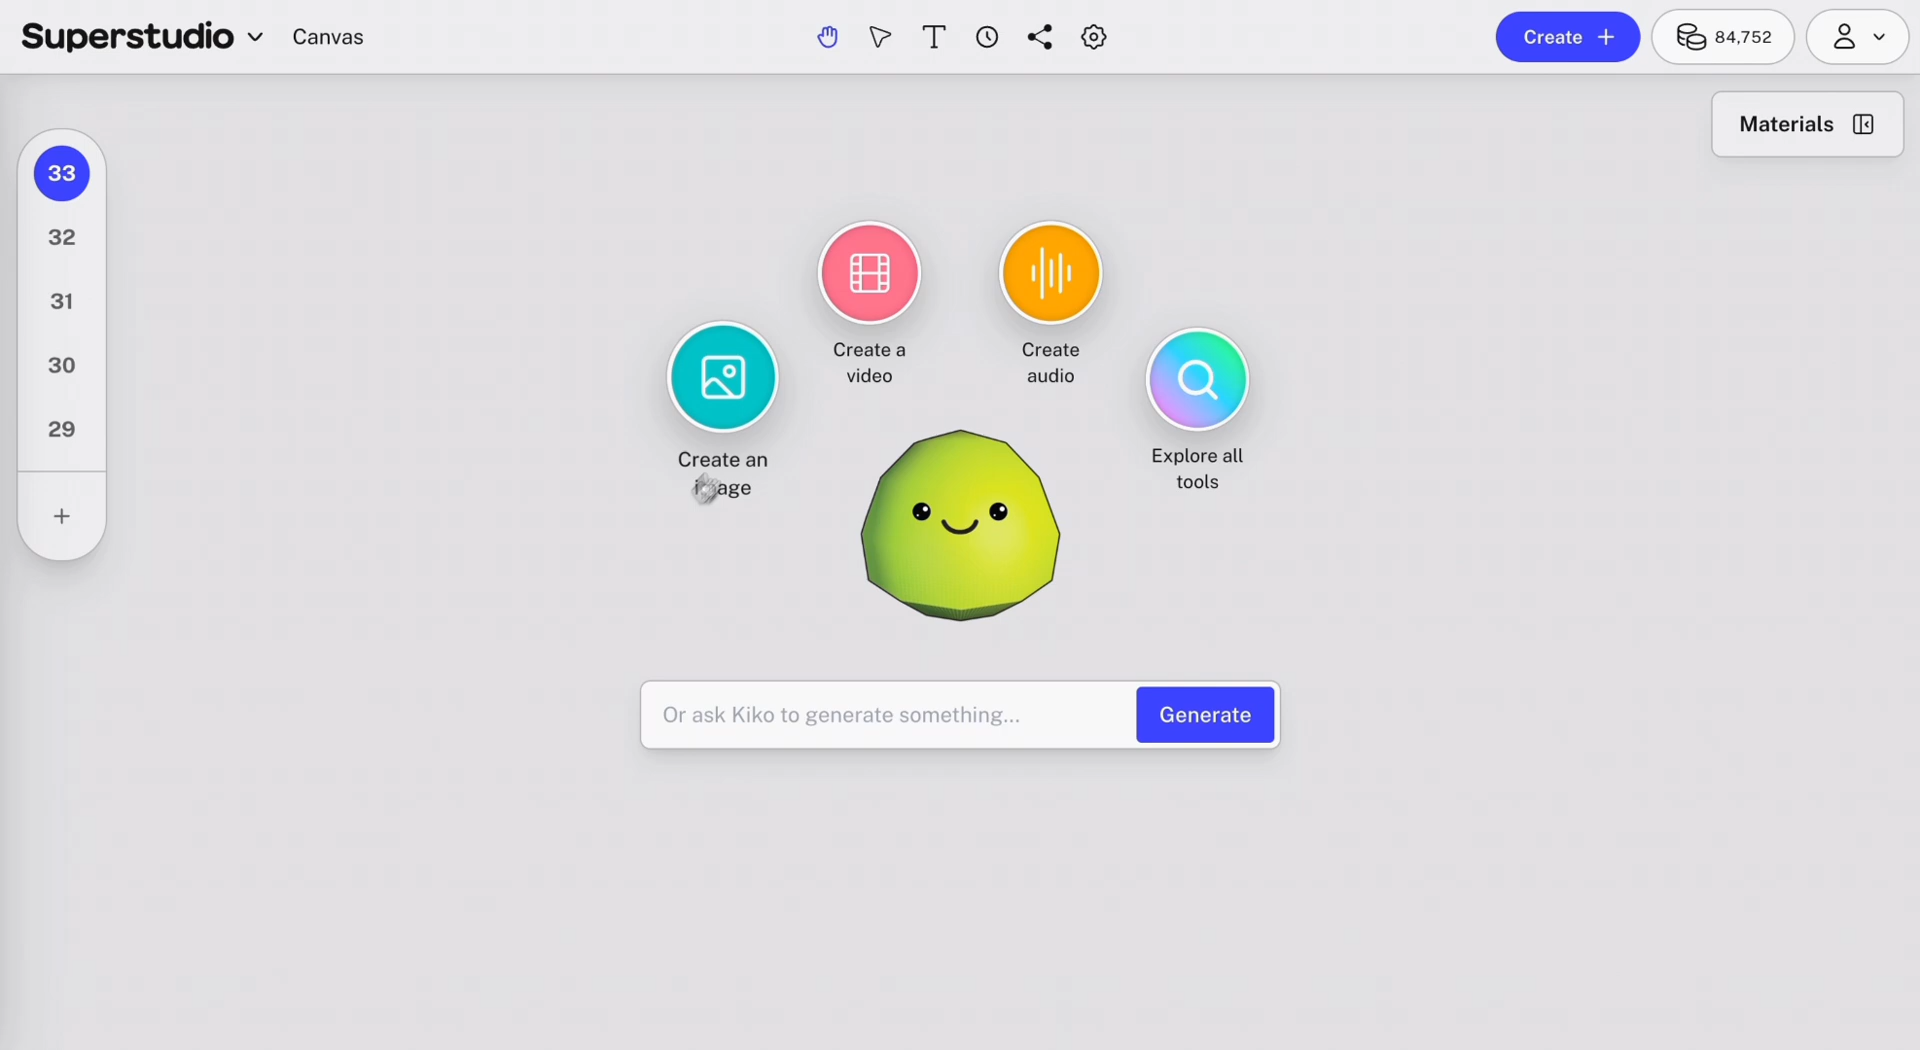 Superstudio
Canvas
Create
84,752
Materials
33
32
31
30
29
Create a
video
Create
audio
Create an
image
Explore all
tools
Or ask Kiko to generate something...
Generate